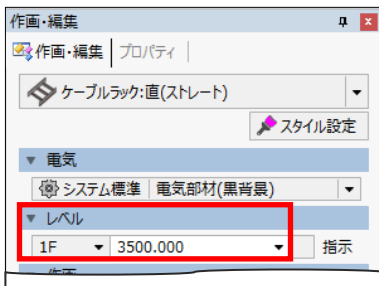 作画・編集
作画・編集 プロパティ
ケーブルラック:直(ストレート)
スタイル設定
電気
システム標準 電気部材(黒背景)
レベル
1F 3500.000 指示